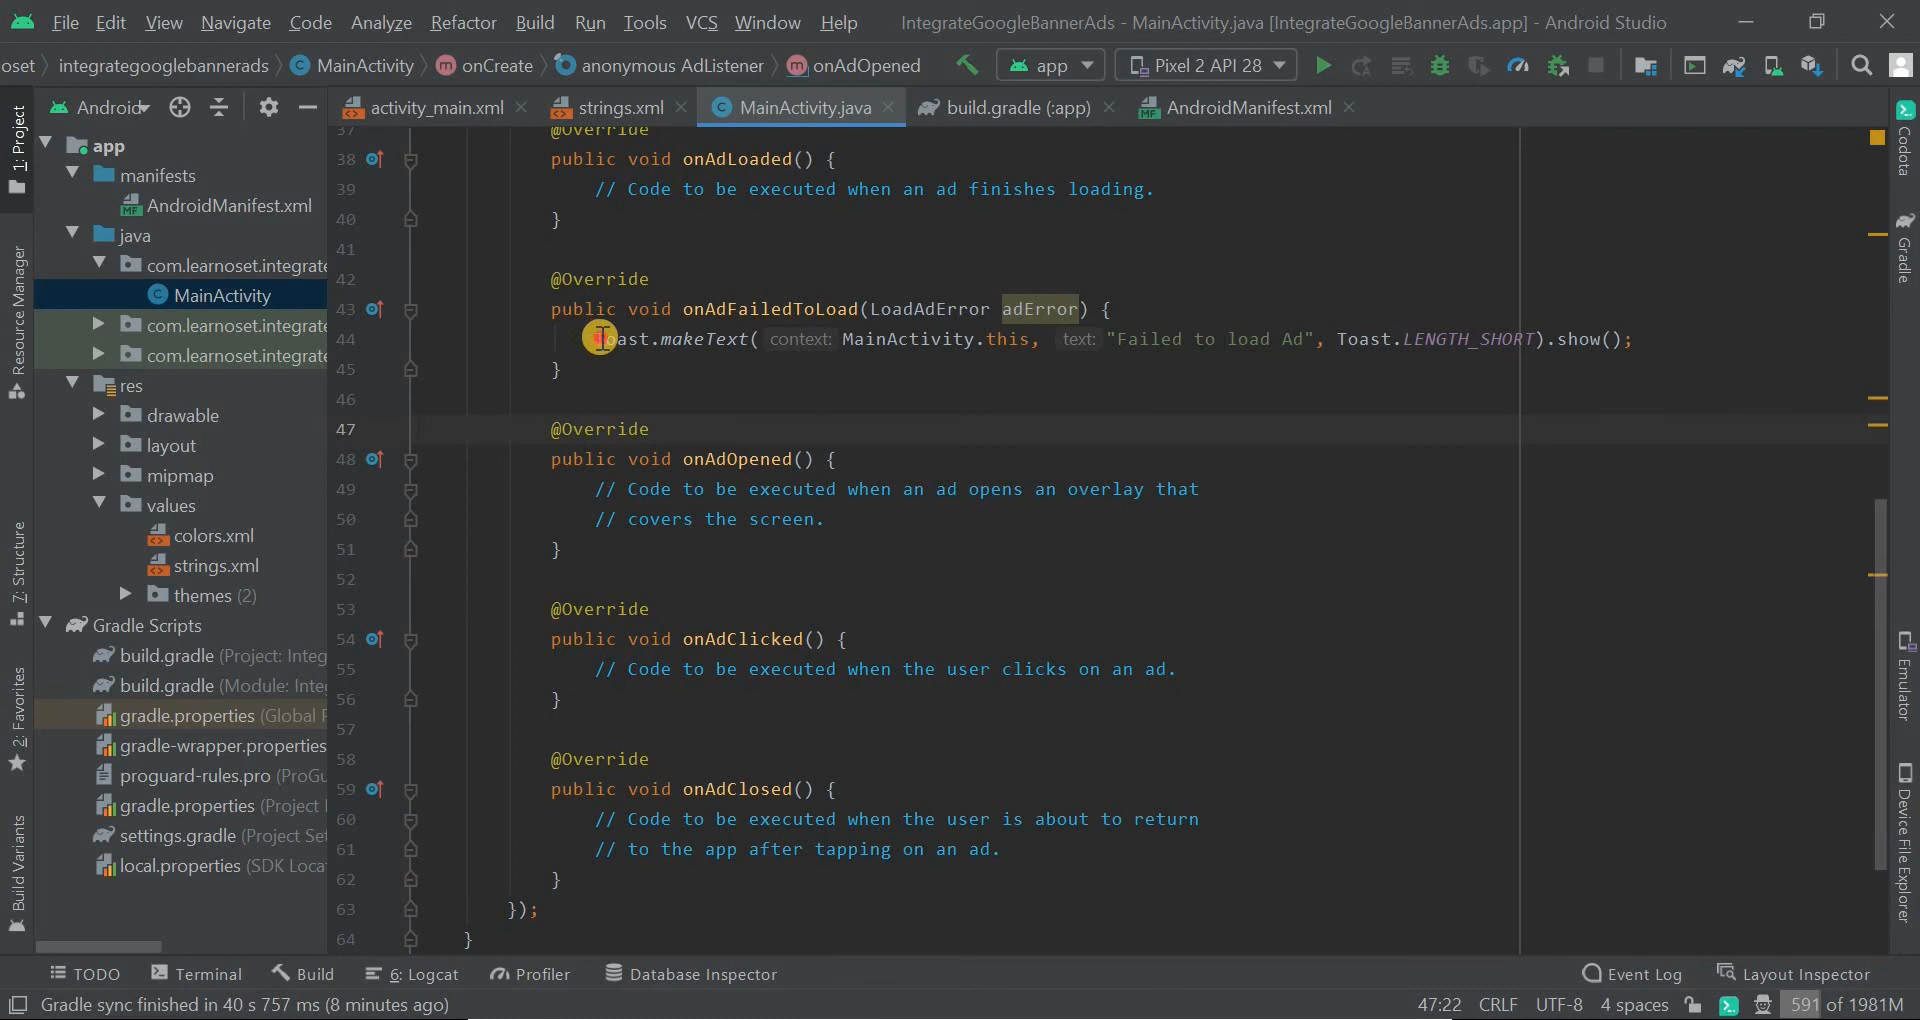 File Edit View Navigate Code Analyze Refactor Build Run Tools VCS Window Help IntegrateGoogleBannerAds - MainActivity.java [IntegrateGoogleBannerAds.app] - Android Studio
oset integrategooglebannerads MainActivity onCreate anonymous AdListener onAdOpened app Pixel 2 API 28
Android activity_main.xml strings.xml MainActivity.java build.gradle (:app) AndroidManifest.xml
1: Project
Resource Manager
7: Structure
2: Favorites
Build Variants
app
manifests
AndroidManifest.xml
java
com.learnoset.integrate
MainActivity
com.learnoset.integrate
com.learnoset.integrate
res
drawable
layout
mipmap
values
colors.xml
strings.xml
themes (2)
Gradle Scripts
build.gradle (Project: Integ
build.gradle (Module: Inte
gradle.properties (Global
gradle-wrapper.properties
proguard-rules.pro (ProGu
gradle.properties (Project
settings.gradle (Project Set
local.properties (SDK Loca
37 @Override
38 public void onAdLoaded() {
39 // Code to be executed when an ad finishes loading.
40 }
41
42 @Override
43 public void onAdFailedToLoad(LoadAdError adError) {
44 Toast.makeText( context: MainActivity.this, text: "Failed to load Ad", Toast.LENGTH_SHORT).show();
45 }
46
47 @Override
48 public void onAdOpened() {
49 // Code to be executed when an ad opens an overlay that
50 // covers the screen.
51 }
52
53 @Override
54 public void onAdClicked() {
55 // Code to be executed when the user clicks on an ad.
56 }
57
58 @Override
59 public void onAdClosed() {
60 // Code to be executed when the user is about to return
61 // to the app after tapping on an ad.
62 }
63 });
64 }
Codota
Gradle
Emulator
Device File Explorer
TODO Terminal Build 6: Logcat Profiler Database Inspector Event Log Layout Inspector
Gradle sync finished in 40 s 757 ms (8 minutes ago) 47:22 CRLF UTF-8 4 spaces 591 of 1981M